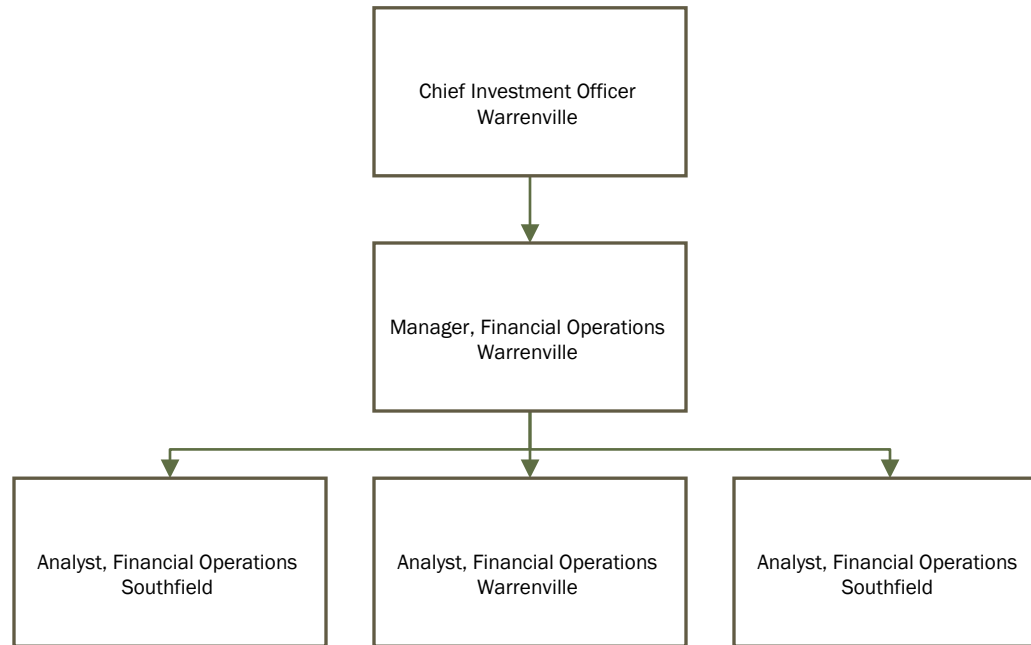 Chief Investment Officer
Warrenville
Manager, Financial Operations
Warrenville
Analyst, Financial Operations
Southfield
Analyst, Financial Operations
Warrenville
Analyst, Financial Operations
Southfield